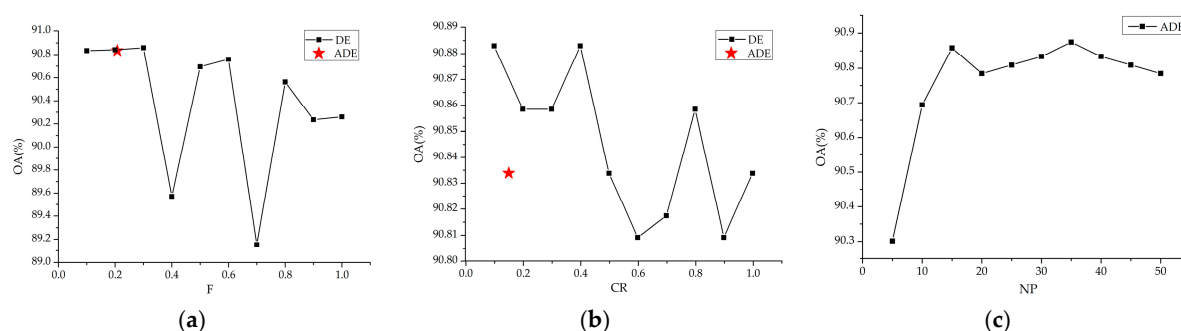 91.0
90.8
90.6
90.4
90.2
90.0
89.8
89.6
89.4
89.2
89.0
OA(%)
DE
ADE
0.0 0.2 0.4 0.6 0.8 1.0
F
(a)
90.89
90.88
90.87
90.86
90.85
90.84
90.83
90.82
90.81
90.80
CA(%)
DE
ADE
0.0 0.2 0.4 0.6 0.8 1.0
CR
(b)
90.9
90.8
90.7
90.6
90.5
90.4
90.3
OA(%)
ADE
0 10 20 30 40 50
NP
(c)